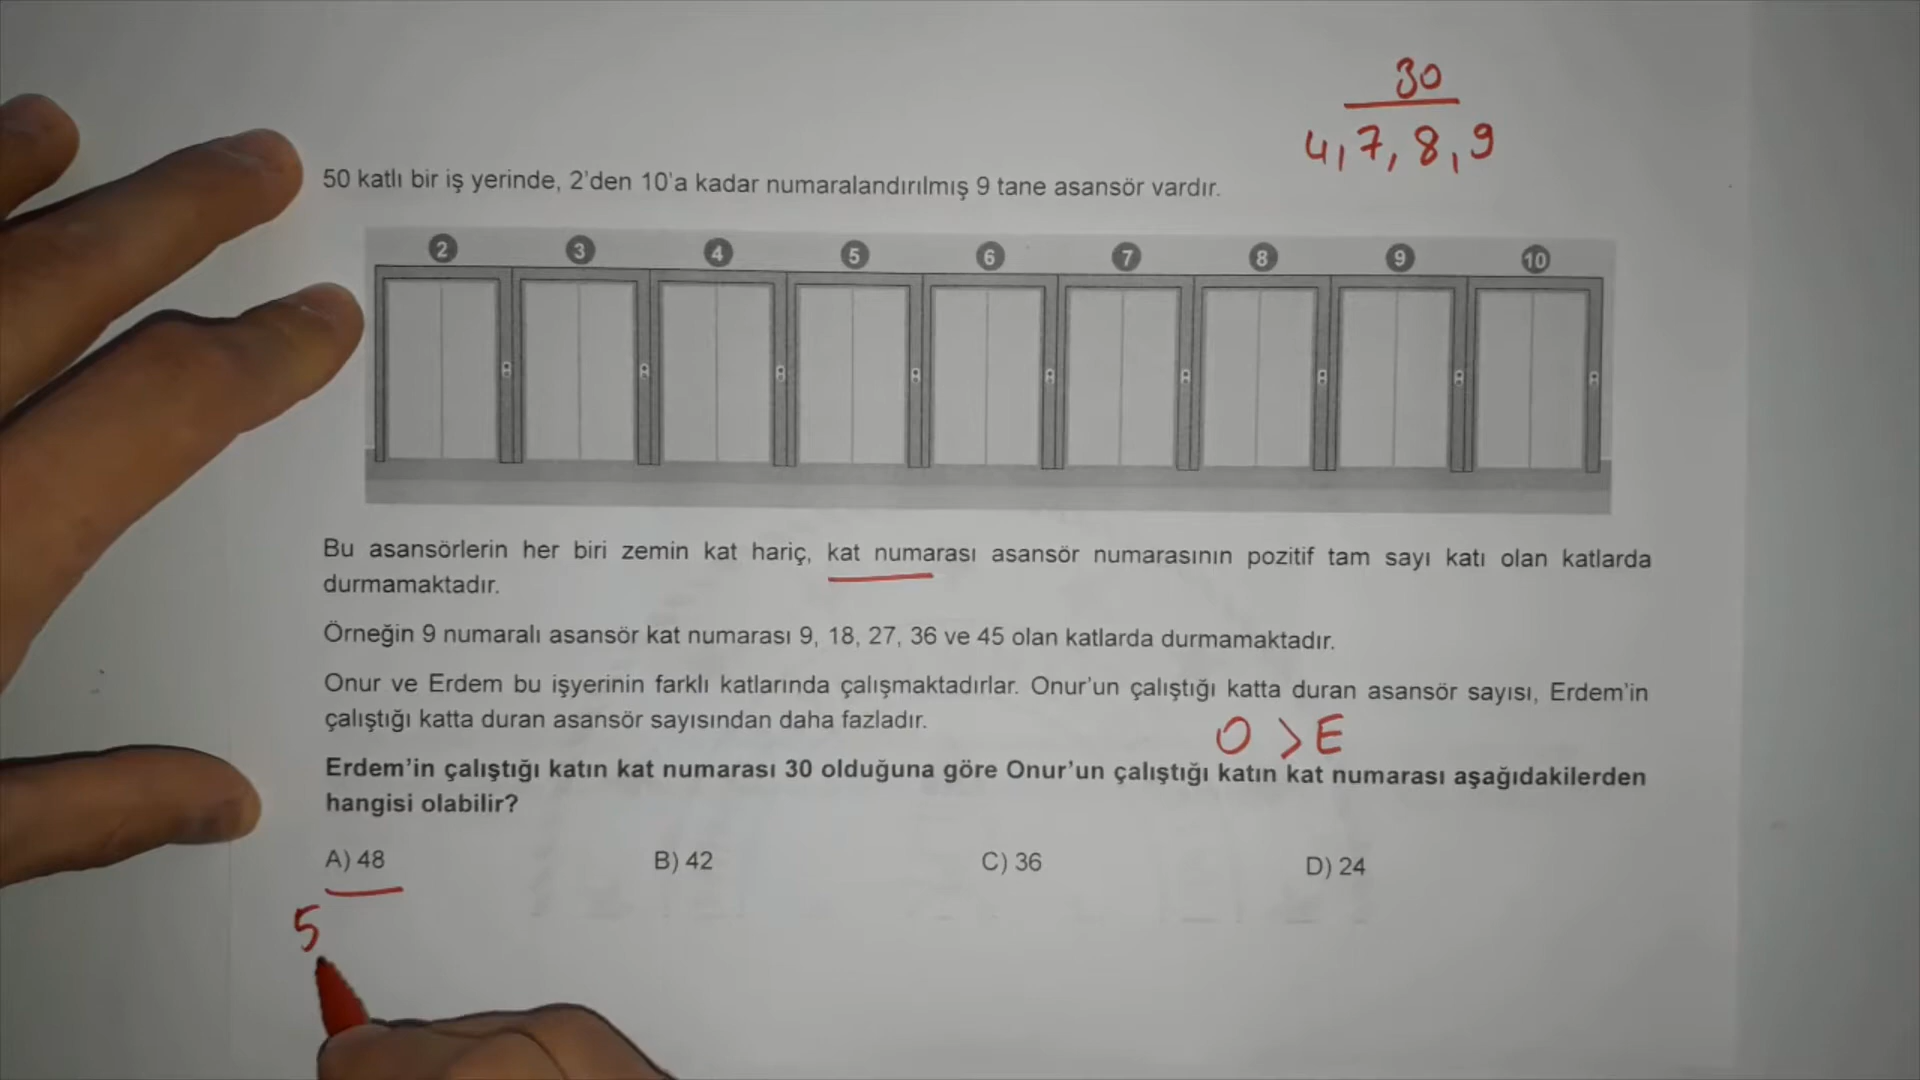 30
4, 7, 8, 9
50 katlı bir iş yerinde, 2'den 10'a kadar numaralandırılmış 9 tane asansör vardır.
2 3 4 5 6 7 8 9 10
Bu asansörlerin her biri zemin kat hariç, kat numarası asansör numarasının pozitif tam sayı katı olan katlarda
durmamaktadır.
Örneğin 9 numaralı asansör kat numarası 9, 18, 27, 36 ve 45 olan katlarda durmamaktadır.
Onur ve Erdem bu işyerinin farklı katlarında çalışmaktadırlar. Onur'un çalıştığı katta duran asansör sayısı, Erdem'in
çalıştığı katta duran asansör sayısından daha fazladır.
O > E
Erdem'in çalıştığı katın kat numarası 30 olduğuna göre Onur'un çalıştığı katın kat numarası aşağıdakilerden
hangisi olabilir?
A) 48 B) 42 C) 36 D) 24
5